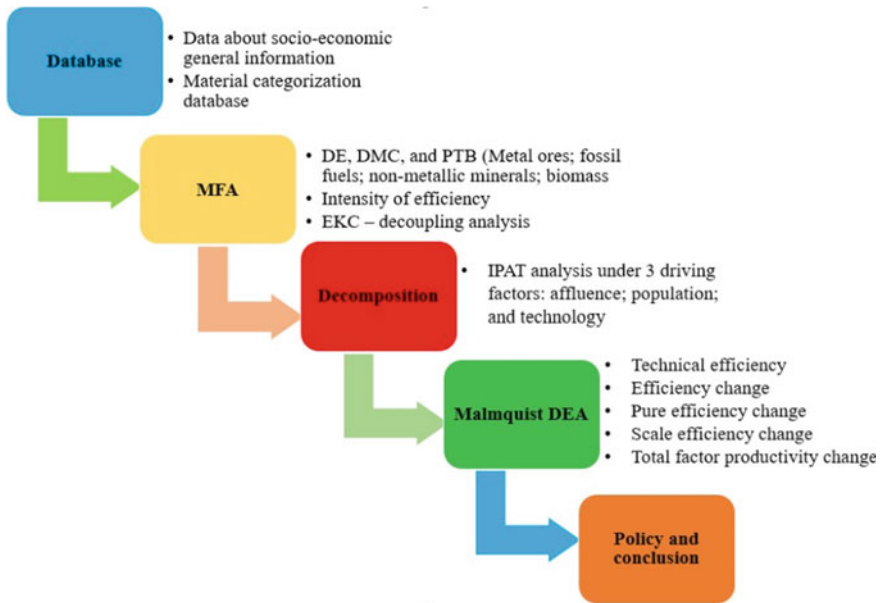 Database
• Data about socio-economic
general information
• Material categorization
database
MFA
• DE, DMC, and PTB (Metal ores; fossil
fuels; non-metallic minerals; biomass
• Intensity of efficiency
• EKC – decoupling analysis
Decomposition
• IPAT analysis under 3 driving
factors: affluence; population;
and technology
Malmquist DEA
• Technical efficiency
• Efficiency change
• Pure efficiency change
• Scale efficiency change
• Total factor productivity change
Policy and
conclusion